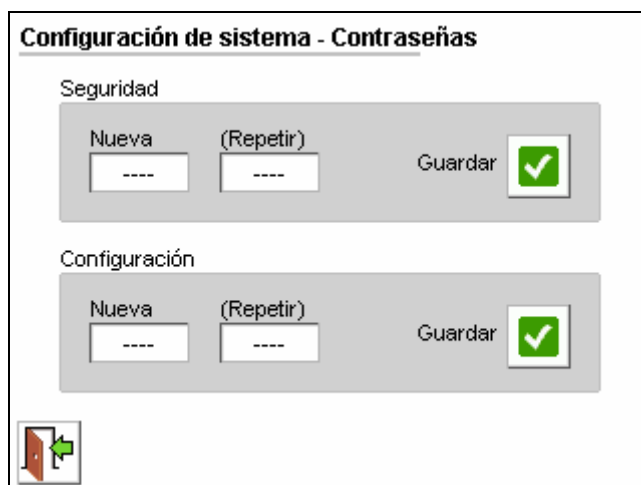 Configuración de sistema - Contraseñas
Seguridad
Nueva (Repetir)
---- ---- Guardar
Configuración
Nueva (Repetir)
---- ---- Guardar